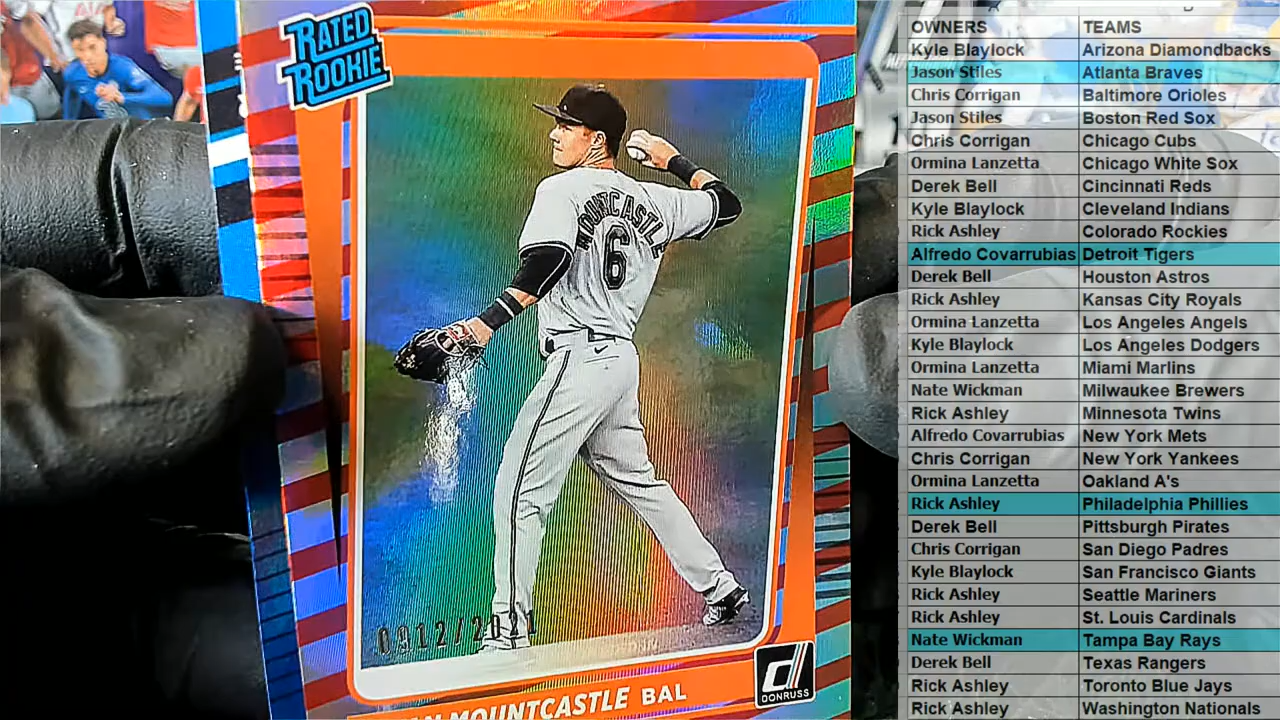 RATED
ROOKIE
MOUNTCASTLE
6
0912/2021
MOUNTCASTLE BAL
DONRUSS
OWNERS TEAMS
Kyle Blaylock Arizona Diamondbacks
Jason Stiles Atlanta Braves
Chris Corrigan Baltimore Orioles
Jason Stiles Boston Red Sox
Chris Corrigan Chicago Cubs
Ormina Lanzetta Chicago White Sox
Derek Bell Cincinnati Reds
Kyle Blaylock Cleveland Indians
Rick Ashley Colorado Rockies
Alfredo Covarrubias Detroit Tigers
Derek Bell Houston Astros
Rick Ashley Kansas City Royals
Ormina Lanzetta Los Angeles Angels
Kyle Blaylock Los Angeles Dodgers
Ormina Lanzetta Miami Marlins
Nate Wickman Milwaukee Brewers
Rick Ashley Minnesota Twins
Alfredo Covarrubias New York Mets
Chris Corrigan New York Yankees
Ormina Lanzetta Oakland A's
Rick Ashley Philadelphia Phillies
Derek Bell Pittsburgh Pirates
Chris Corrigan San Diego Padres
Kyle Blaylock San Francisco Giants
Rick Ashley Seattle Mariners
Rick Ashley St. Louis Cardinals
Nate Wickman Tampa Bay Rays
Derek Bell Texas Rangers
Rick Ashley Toronto Blue Jays
Rick Ashley Washington Nationals